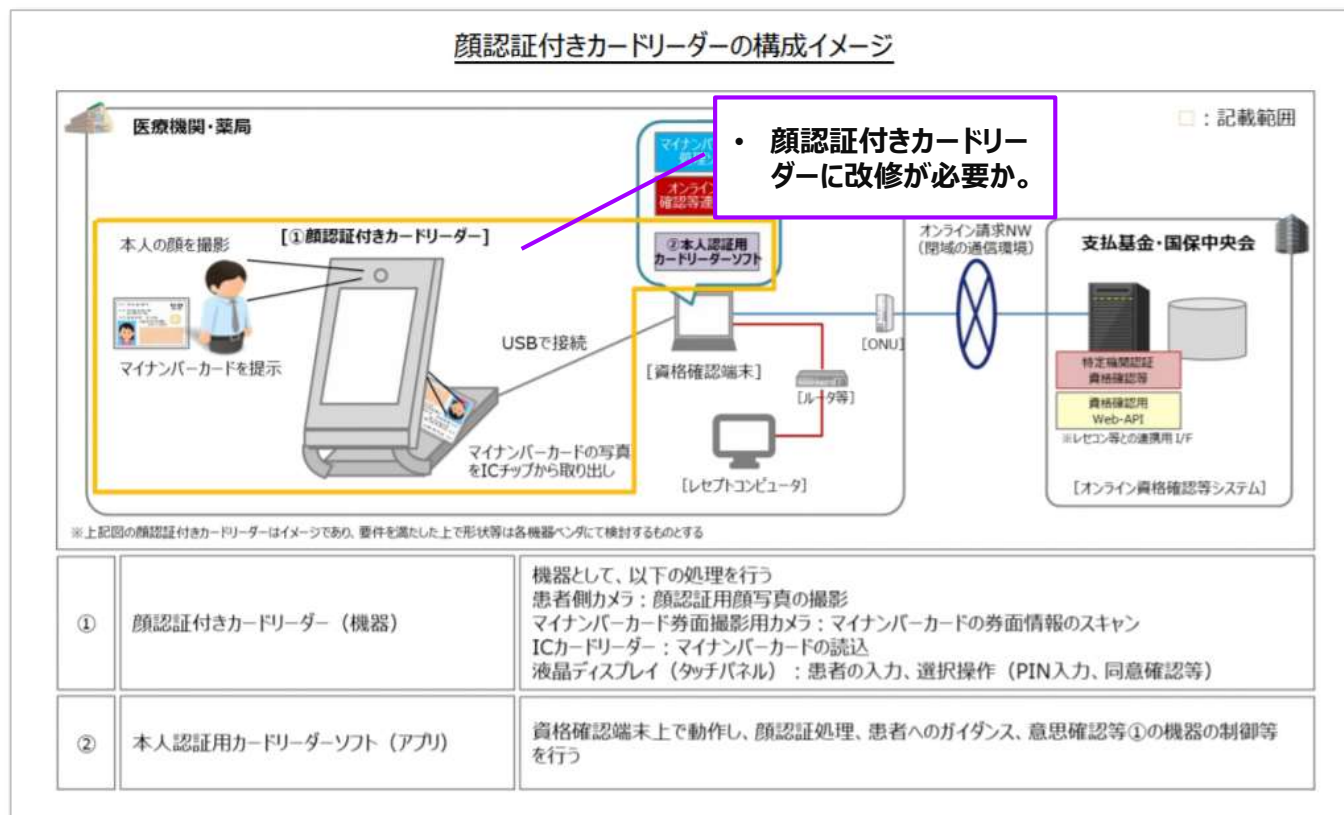 顔認証付きカードリーダーの構成イメージ
医療機関・薬局
：記載範囲
• 顔認証付きカードリー
ダーに改修が必要か。
マイナンバ
オンライン
確認等連
②本人認証用
カードリーダーソフト
[①顔認証付きカードリーダー]
本人の顔を撮影
マイナンバーカードを提示
USBで接続
マイナンバーカードの写真
をICチップから取り出し
[資格確認端末]
[ルータ等]
[レセプトコンピュータ]
[ONU]
オンライン請求NW
（閉域の通信環境）
支払基金・国保中央会
特定機関認証
資格確認等
資格確認用
Web-API
※レセコン等との連携用 I/F
[オンライン資格確認等システム]
※上記図の顔認証付きカードリーダーはイメージであり、要件を満たした上で形状等は各機器ベンダにて検討するものとする
①
顔認証付きカードリーダー（機器）
機器として、以下の処理を行う
患者側カメラ：顔認証用顔写真の撮影
マイナンバーカード券面撮影用カメラ：マイナンバーカードの券面情報のスキャン
ICカードリーダー：マイナンバーカードの読込
液晶ディスプレイ（タッチパネル）：患者の入力、選択操作（PIN入力、同意確認等）
②
本人認証用カードリーダーソフト（アプリ）
資格確認端末上で動作し、顔認証処理、患者へのガイダンス、意思確認等①の機器の制御等
を行う